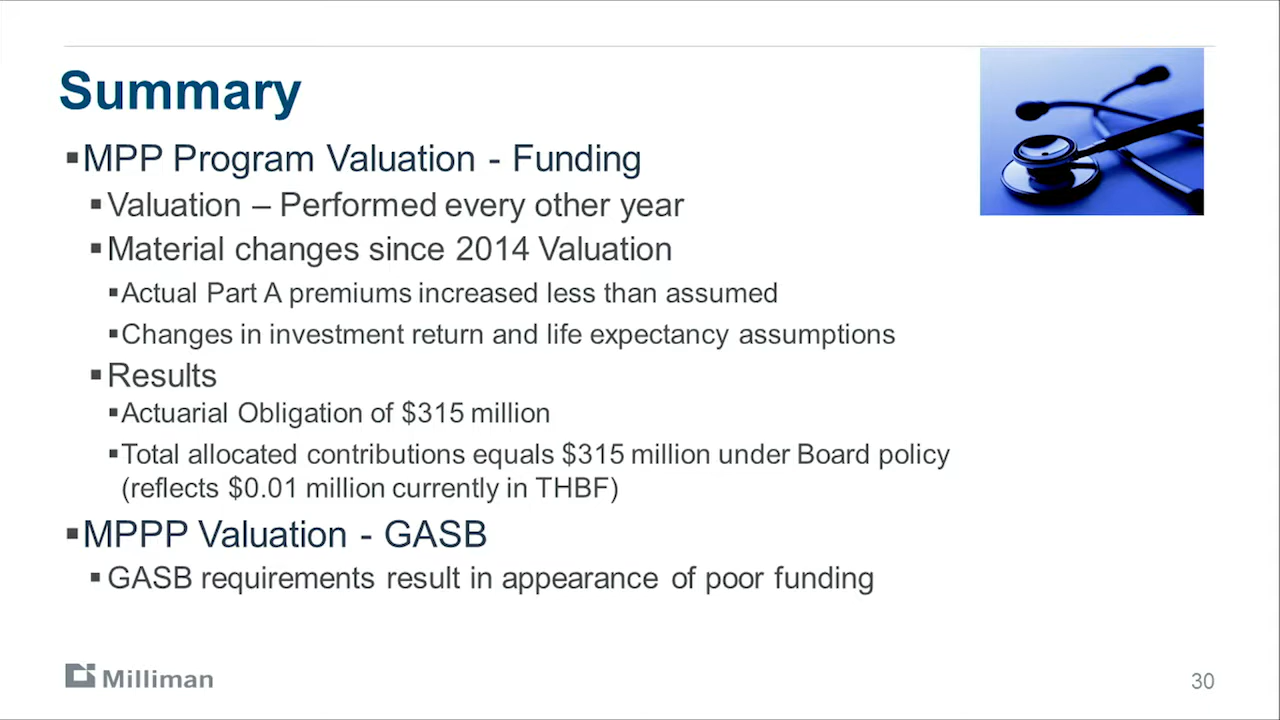 Summary
▪MPP Program Valuation - Funding
▪Valuation – Performed every other year
▪Material changes since 2014 Valuation
▪Actual Part A premiums increased less than assumed
▪Changes in investment return and life expectancy assumptions
▪Results
▪Actuarial Obligation of $315 million
▪Total allocated contributions equals $315 million under Board policy
(reflects $0.01 million currently in THBF)
▪MPPP Valuation - GASB
▪GASB requirements result in appearance of poor funding
Milliman
30